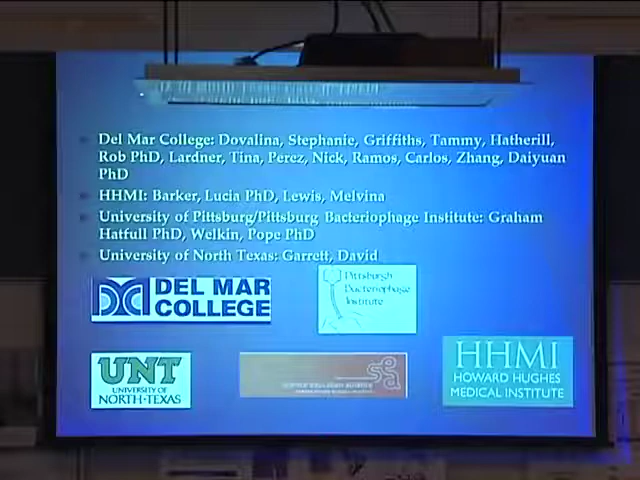 Del Mar College: Dovalina, Stephanie, Griffiths, Tammy, Hatherill,
Rob PhD, Lardner, Tina, Perez, Nick, Ramos, Carlos, Zhang, Daiyuan
PhD
HHMI: Barker, Lucia PhD, Lewis, Melvina
University of Pittsburg/Pittsburg Bacteriophage Institute: Graham
Hatfull PhD, Welkin, Pope PhD
University of North Texas: Garrett, David
DEL MAR
COLLEGE
Pittsburgh
Bacteriophage
Institute
UNT
UNIVERSITY OF
NORTH·TEXAS
sea
HHMI
HOWARD HUGHES
MEDICAL INSTITUTE